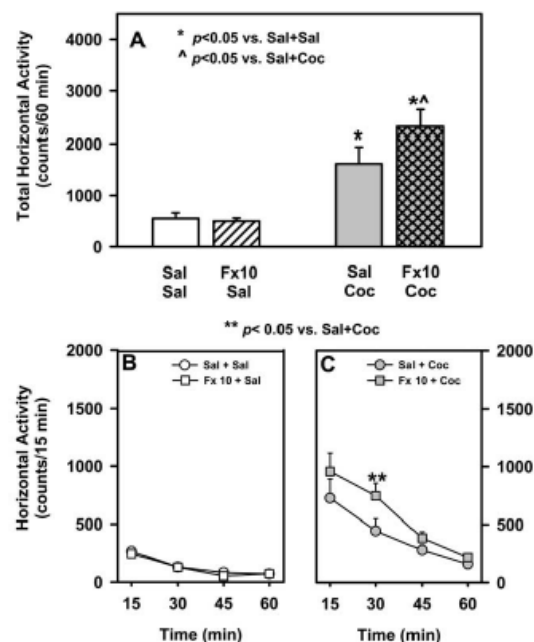 A
* p<0.05 vs. Sal+Sal
^ p<0.05 vs. Sal+Coc
Total Horizontal Activity
(counts/60 min)
4000
3000
2000
1000
0
*
*^
Sal Fx10 Sal Fx10
Sal Sal Coc Coc
** p< 0.05 vs. Sal+Coc
Horizontal Activity
(counts/15 min)
2000
1500
1000
500
0
B
Sal + Sal
Fx 10 + Sal
15 30 45 60
Time (min)
C
Sal + Coc
Fx 10 + Coc
**
2000
1500
1000
500
0
15 30 45 60
Time (min)